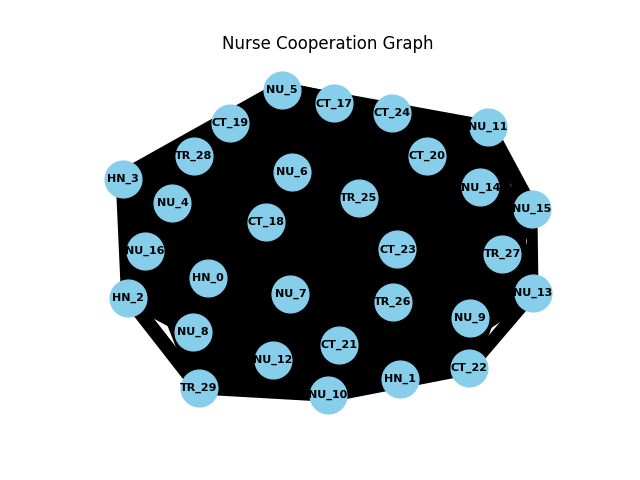 Nurse Cooperation Graph
NU_5
CT_17
CT_24
CT_19
NU_11
TR_28
CT_20
NU_6
HN_3
NU_14
TR_25
NU_4
NU_15
CT_18
CT_23
NU_16
TR_27
HN_0
NU_7
NU_13
HN_2
TR_26
NU_9
NU_8
CT_21
NU_12
CT_22
HN_1
TR_29
NU_10